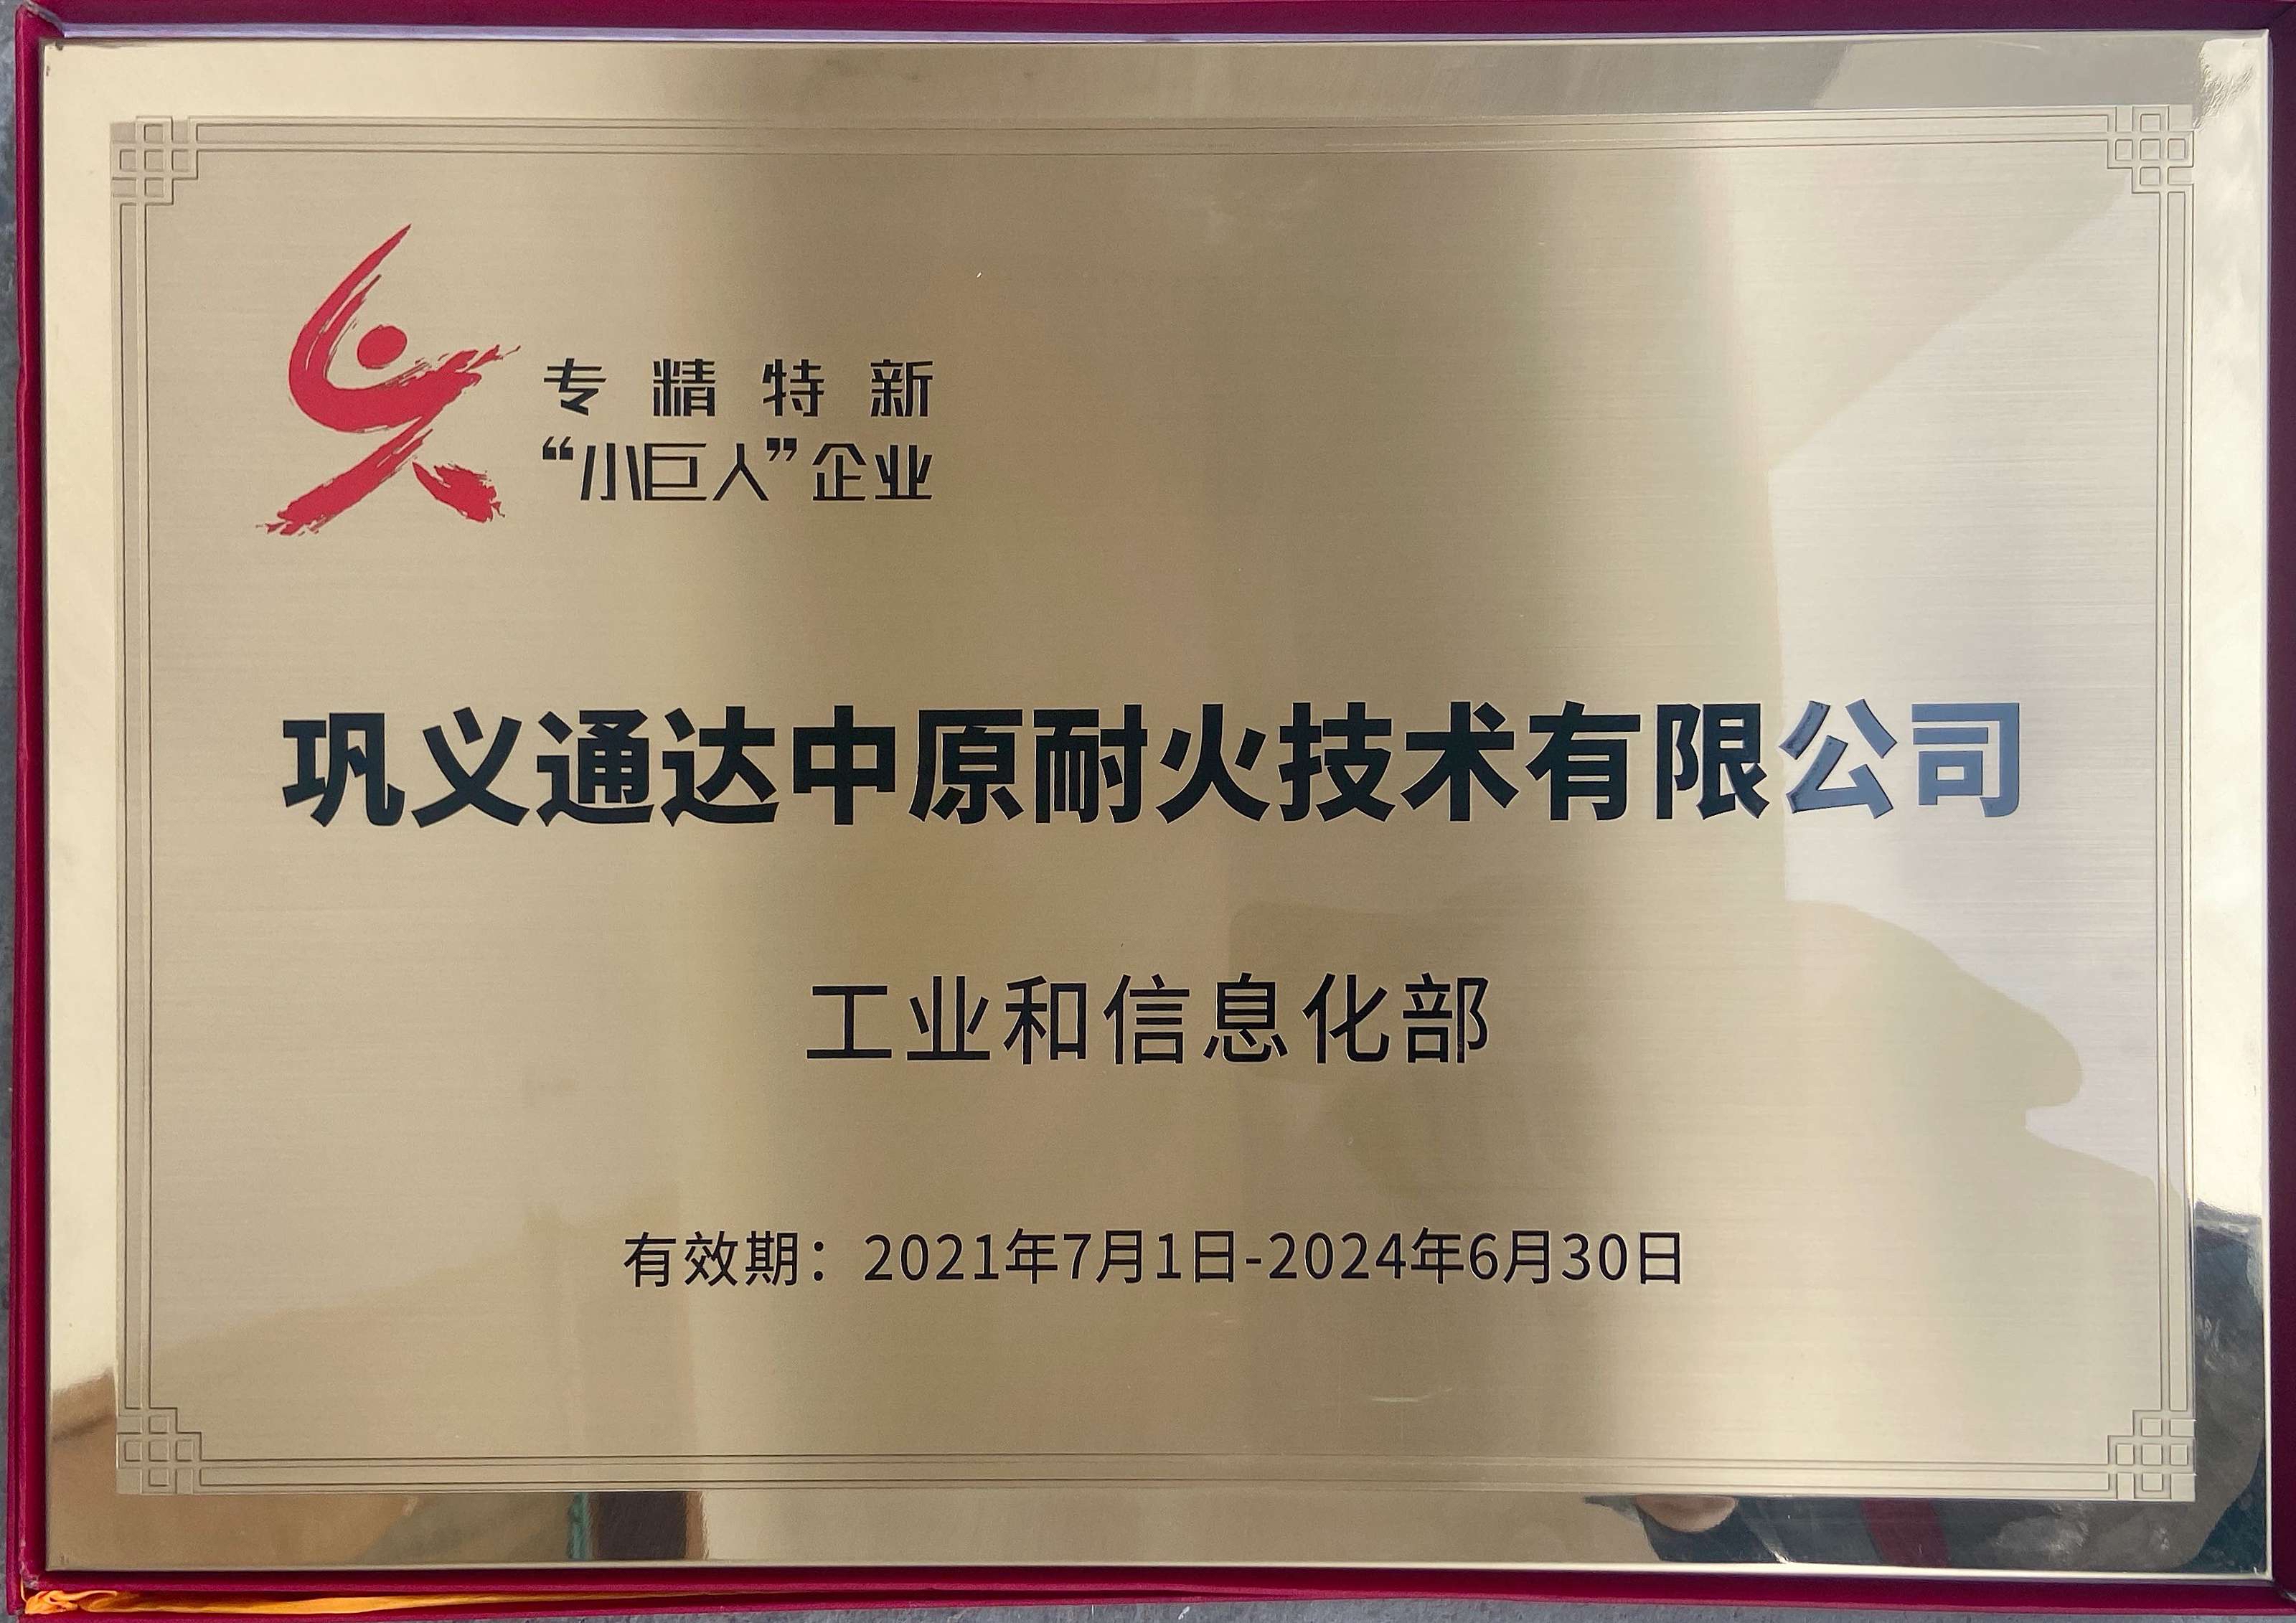 专精特新
“小巨人”企业
巩义通达中原耐火技术有限公司
工业和信息化部
有效期：2021年7月1日-2024年6月30日